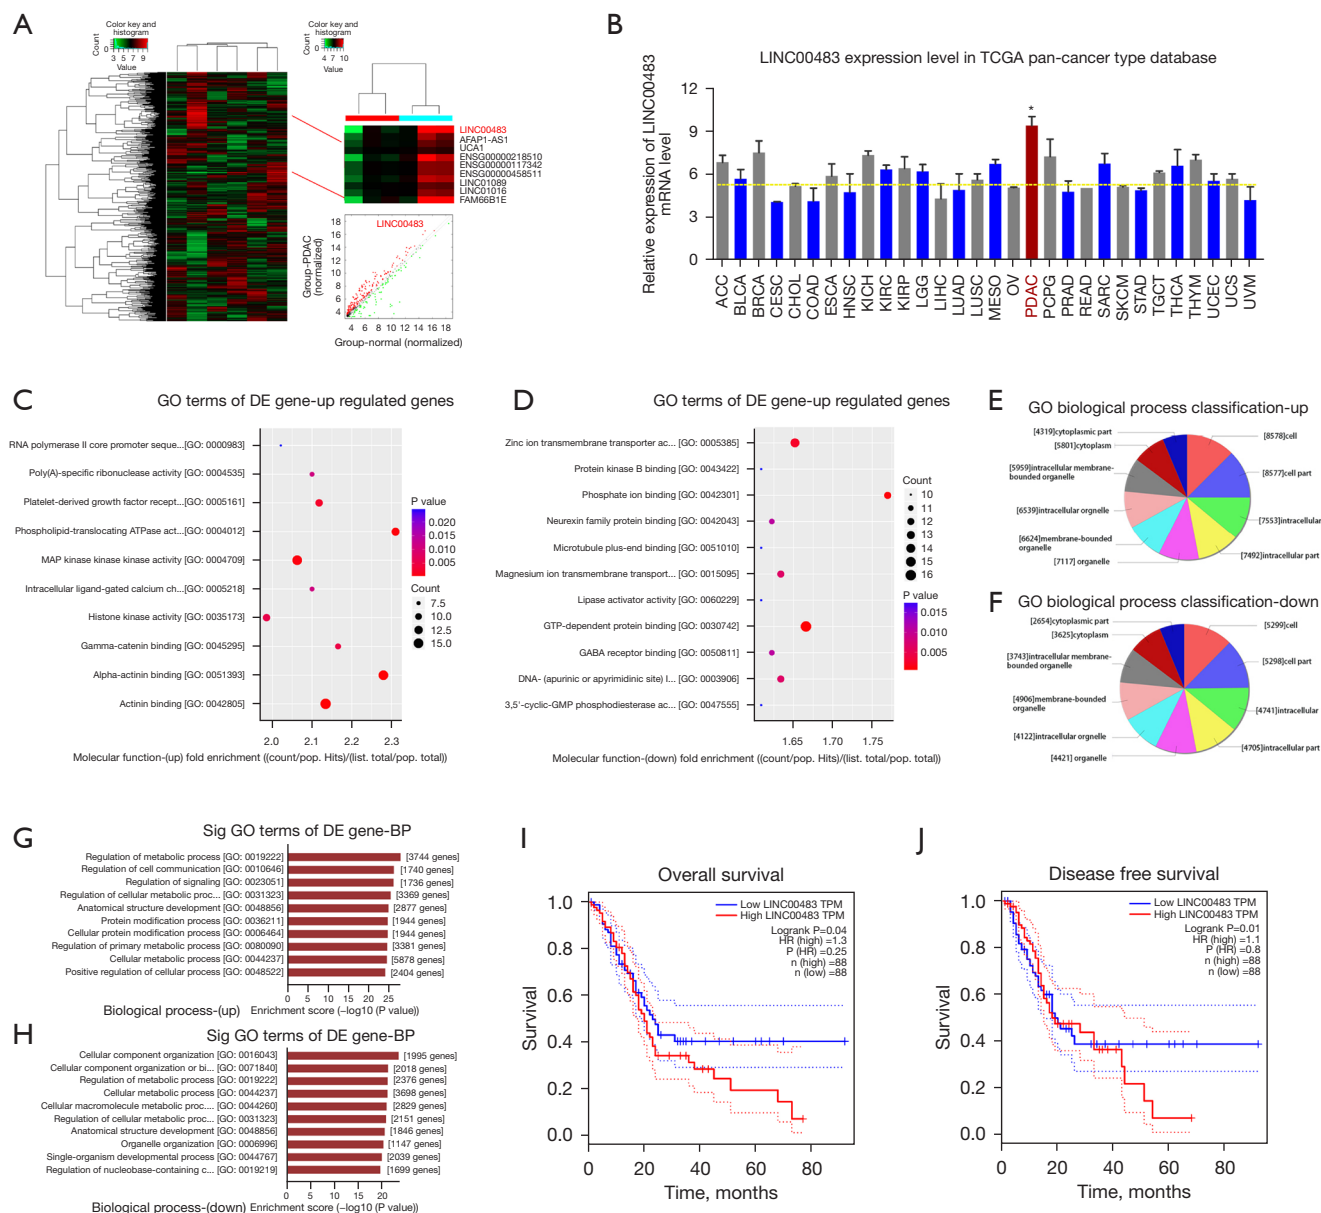 A
Color key and
histogram
Count
0
3 5 7 9
Value
Color key and
histogram
Count
0
4 7 10
Value
LINC00483
AFAP1-AS1
UCA1
ENSG00000218510
ENSG00000117342
ENSG00000458511
LINC01089
LINC01016
FAM66B1E
LINC00483
Group-PDAC
(normalized)
18
16
14
12
10
8
6
4
4 6 8 10 12 14 16 19
Group-normal (normalized)
B
LINC00483 expression level in TCGA pan-cancer type database
Relative expression of LINC00483
mRNA level
12
9
6
3
0
*
ACC
BLCA
BRCA
CESC
CHOL
COAD
ESCA
HNSC
KICH
KIRC
KIRP
LGG
LIHC
LUAD
LUSC
MESO
OV
PDAC
PCPG
PRAD
READ
SARC
SKCM
STAD
TGCT
THCA
THYM
UCEC
UCS
UVM
C
GO terms of DE gene-up regulated genes
RNA polymerase II core promoter seque...[GO: 0000983]
Poly(A)-specific ribonuclease activity [GO: 0004535]
Platelet-derived growth factor recept... [GO: 0005161]
Phospholipid-translocating ATPase act... [GO: 0004012]
MAP kinase kinase kinase activity [GO: 0004709]
Intracellular ligand-gated calcium ch... [GO: 0005218]
Histone kinase activity [GO: 0035173]
Gamma-catenin binding [GO: 0045295]
Alpha-actinin binding [GO: 0051393]
Actinin binding [GO: 0042805]
2.0 2.1 2.2 2.3
Molecular function-(up) fold enrichment ((count/pop. Hits)/(list. total/pop. total))
P value
0.020
0.015
0.010
0.005
Count
7.5
10.0
12.5
15.0
D
GO terms of DE gene-up regulated genes
Zinc ion transmembrane transporter ac... [GO: 0005385]
Protein kinase B binding [GO: 0043422]
Phosphate ion binding [GO: 0042301]
Neurexin family protein binding [GO: 0042043]
Microtubule plus-end binding [GO: 0051010]
Magnesium ion transmembrane transport... [GO: 0015095]
Lipase activator activity [GO: 0060229]
GTP-dependent protein binding [GO: 0030742]
GABA receptor binding [GO: 0050811]
DNA- (apurinic or apyrimidinic site) l... [GO: 0003906]
3,5'-cyclic-GMP phosphodiesterase ac... [GO: 0047555]
1.65 1.70 1.75
Molecular function-(down) fold enrichment ((count/pop. Hits)/(list. total/pop. total))
Count
10
11
12
13
14
15
16
P value
0.015
0.010
0.005
E
GO biological process classification-up
[4319]cytoplasmic part
[5801]cytoplasm
[5959]intracellular membrane-
bounded organelle
[6539]intracellular organelle
[6624]membrane-bounded
organelle
[7117] organelle
[8578]cell
[8577]cell part
[7553]intracellular
[7492]intracellular part
F
GO biological process classification-down
[2654]cytoplasmic part
[3625]cytoplasm
[3743]intracellular membrane-
bounded organelle
[4906]membrane-bounded
organelle
[4122]intracellular organelle
[4421] organelle
[5299]cell
[5298]cell part
[4741]intracellular
[4705]intracellular part
G
Sig GO terms of DE gene-BP
Regulation of metabolic process [GO: 0019222] [3744 genes]
Regulation of cell communication [GO: 0010646] [1740 genes]
Regulation of signaling [GO: 0023051] [1736 genes]
Regulation of cellular metabolic proc... [GO: 0031323] [3369 genes]
Anatomical structure development [GO: 0048856] [2877 genes]
Protein modification process [GO: 0036211] [1944 genes]
Cellular protein modification process [GO: 0006464] [1944 genes]
Regulation of primary metabolic process [GO: 0080090] [3381 genes]
Cellular metabolic process [GO: 0044237] [5878 genes]
Positive regulation of cellular process [GO: 0048522] [2404 genes]
0 5 10 15 20 25
Biological process-(up) Enrichment score (−log10 (P value))
H
Sig GO terms of DE gene-BP
Cellular component organization [GO: 0016043] [1995 genes]
Cellular component organization or bi... [GO: 0071840] [2018 genes]
Regulation of metabolic process [GO: 0019222] [2376 genes]
Cellular metabolic process [GO: 0044237] [3698 genes]
Cellular macromolecule metabolic proc.... [GO: 0044260] [2829 genes]
Regulation of cellular metabolic proc... [GO: 0031323] [2151 genes]
Anatomical structure development [GO: 0048856] [1846 genes]
Organelle organization [GO: 0006996] [1147 genes]
Single-organism developmental process [GO: 0044767] [2039 genes]
Regulation of nucleobase-containing c... [GO: 0019219] [1699 genes]
0 5 10 15 20
Biological process-(down) Enrichment score (−log10 (P value))
I
Overall survival
Low LINC00483 TPM
High LINC00483 TPM
Logrank P=0.04
HR (high) =1.3
P (HR) =0.25
n (high) =88
n (low) =88
Survival
1.0
0.8
0.6
0.4
0.2
0.0
0 20 40 60 80
Time, months
J
Disease free survival
Low LINC00483 TPM
High LINC00483 TPM
Logrank P=0.01
HR (high) =1.1
P (HR) =0.8
n (high) =88
n (low) =88
Survival
1.0
0.8
0.6
0.4
0.2
0.0
0 20 40 60 80
Time, months